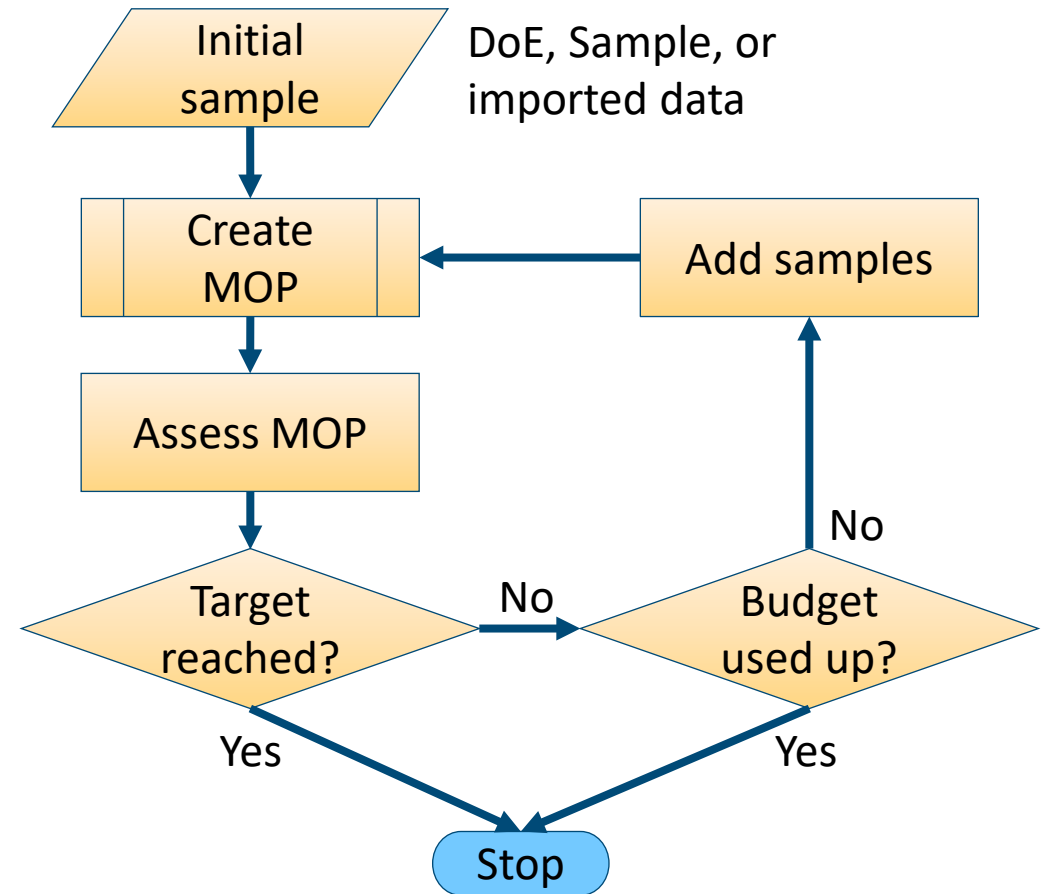 Initial
sample
DoE, Sample, or
imported data
Create
MOP
Add samples
Assess MOP
Target
reached?
No
Budget
used up?
No
Yes
Yes
Stop